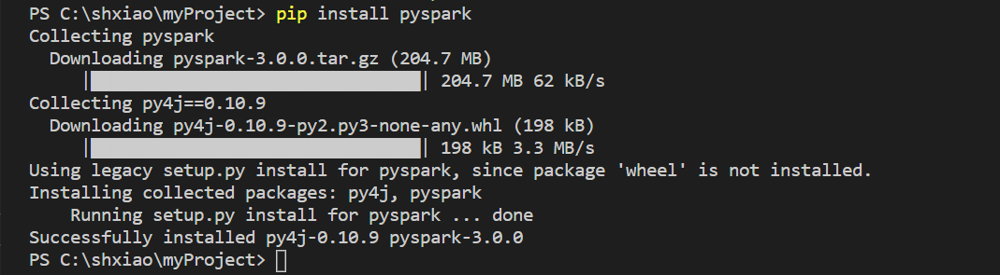 PS C:\shxiao\myProject> pip install pyspark
Collecting pyspark
  Downloading pyspark-3.0.0.tar.gz (204.7 MB)
     |████████████████████████████████| 204.7 MB 62 kB/s
Collecting py4j==0.10.9
  Downloading py4j-0.10.9-py2.py3-none-any.whl (198 kB)
     |████████████████████████████████| 198 kB 3.3 MB/s
Using legacy setup.py install for pyspark, since package 'wheel' is not installed.
Installing collected packages: py4j, pyspark
    Running setup.py install for pyspark ... done
Successfully installed py4j-0.10.9 pyspark-3.0.0
PS C:\shxiao\myProject>